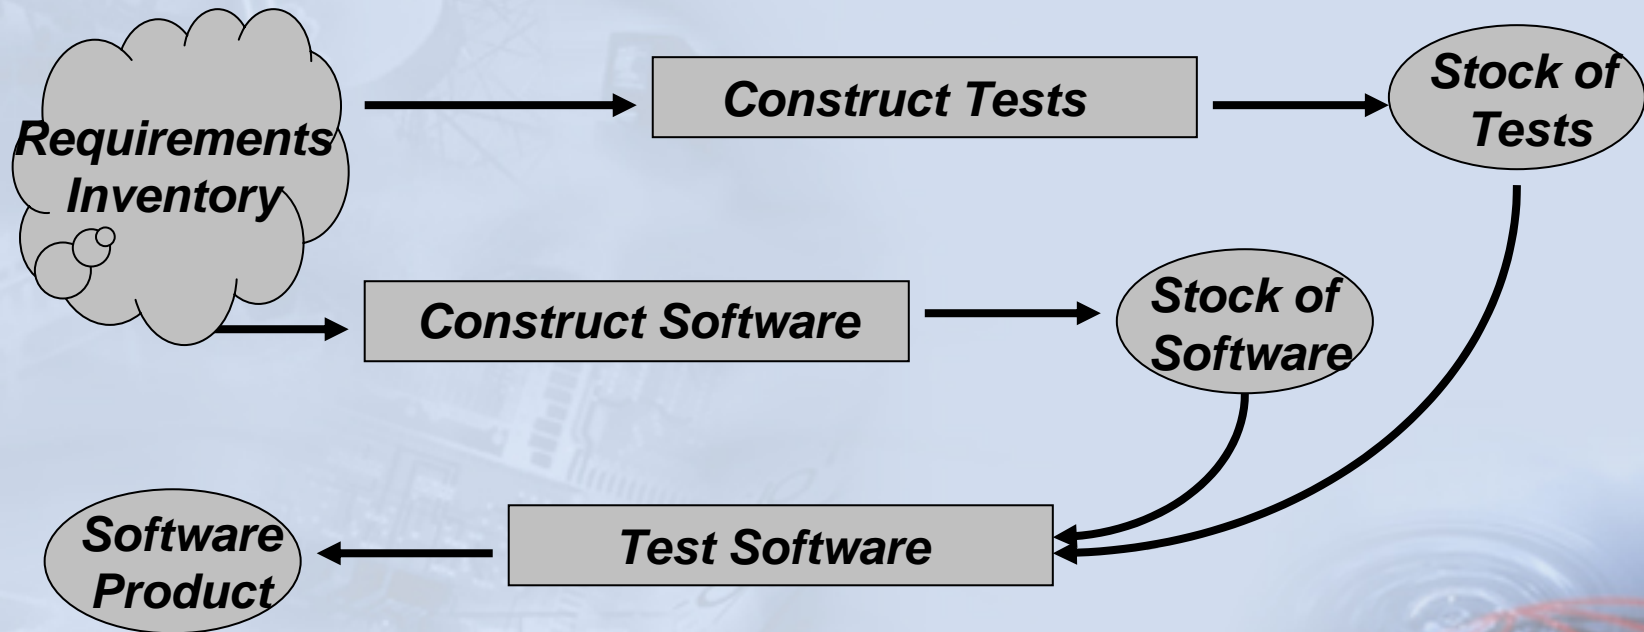 Requirements
Inventory
Construct Tests
Stock of
Tests
Construct Software
Stock of
Software
Software
Product
Test Software